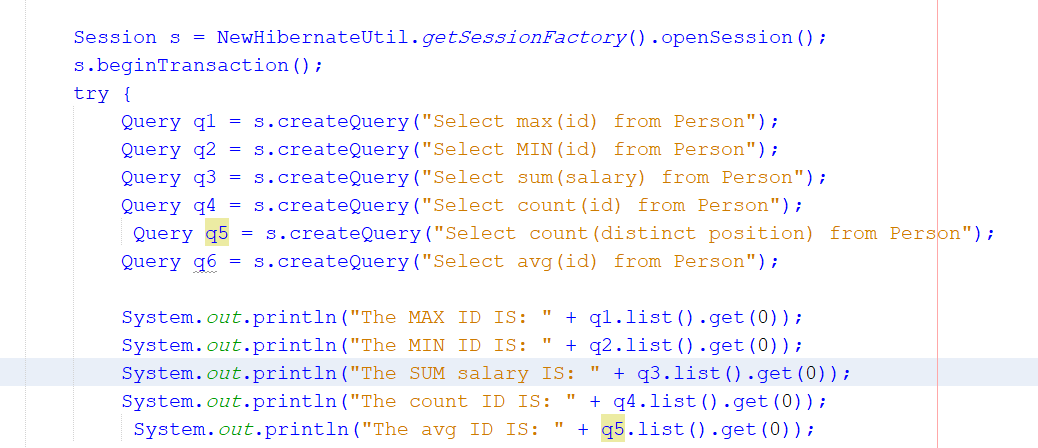 Session s = NewHibernateUtil.getSessionFactory().openSession();
s.beginTransaction();
try {
Query q1 = s.createQuery("Select max(id) from Person");
Query q2 = s.createQuery("Select MIN(id) from Person");
Query q3 = s.createQuery("Select sum(salary) from Person");
Query q4 = s.createQuery("Select count(id) from Person");
Query q5 = s.createQuery("Select count(distinct position) from Person");
Query q6 = s.createQuery("Select avg(id) from Person");
System.out.println("The MAX ID IS: " + q1.list().get(0));
System.out.println("The MIN ID IS: " + q2.list().get(0));
System.out.println("The SUM salary IS: " + q3.list().get(0));
System.out.println("The count ID IS: " + q4.list().get(0));
System.out.println("The avg ID IS: " + q5.list().get(0));